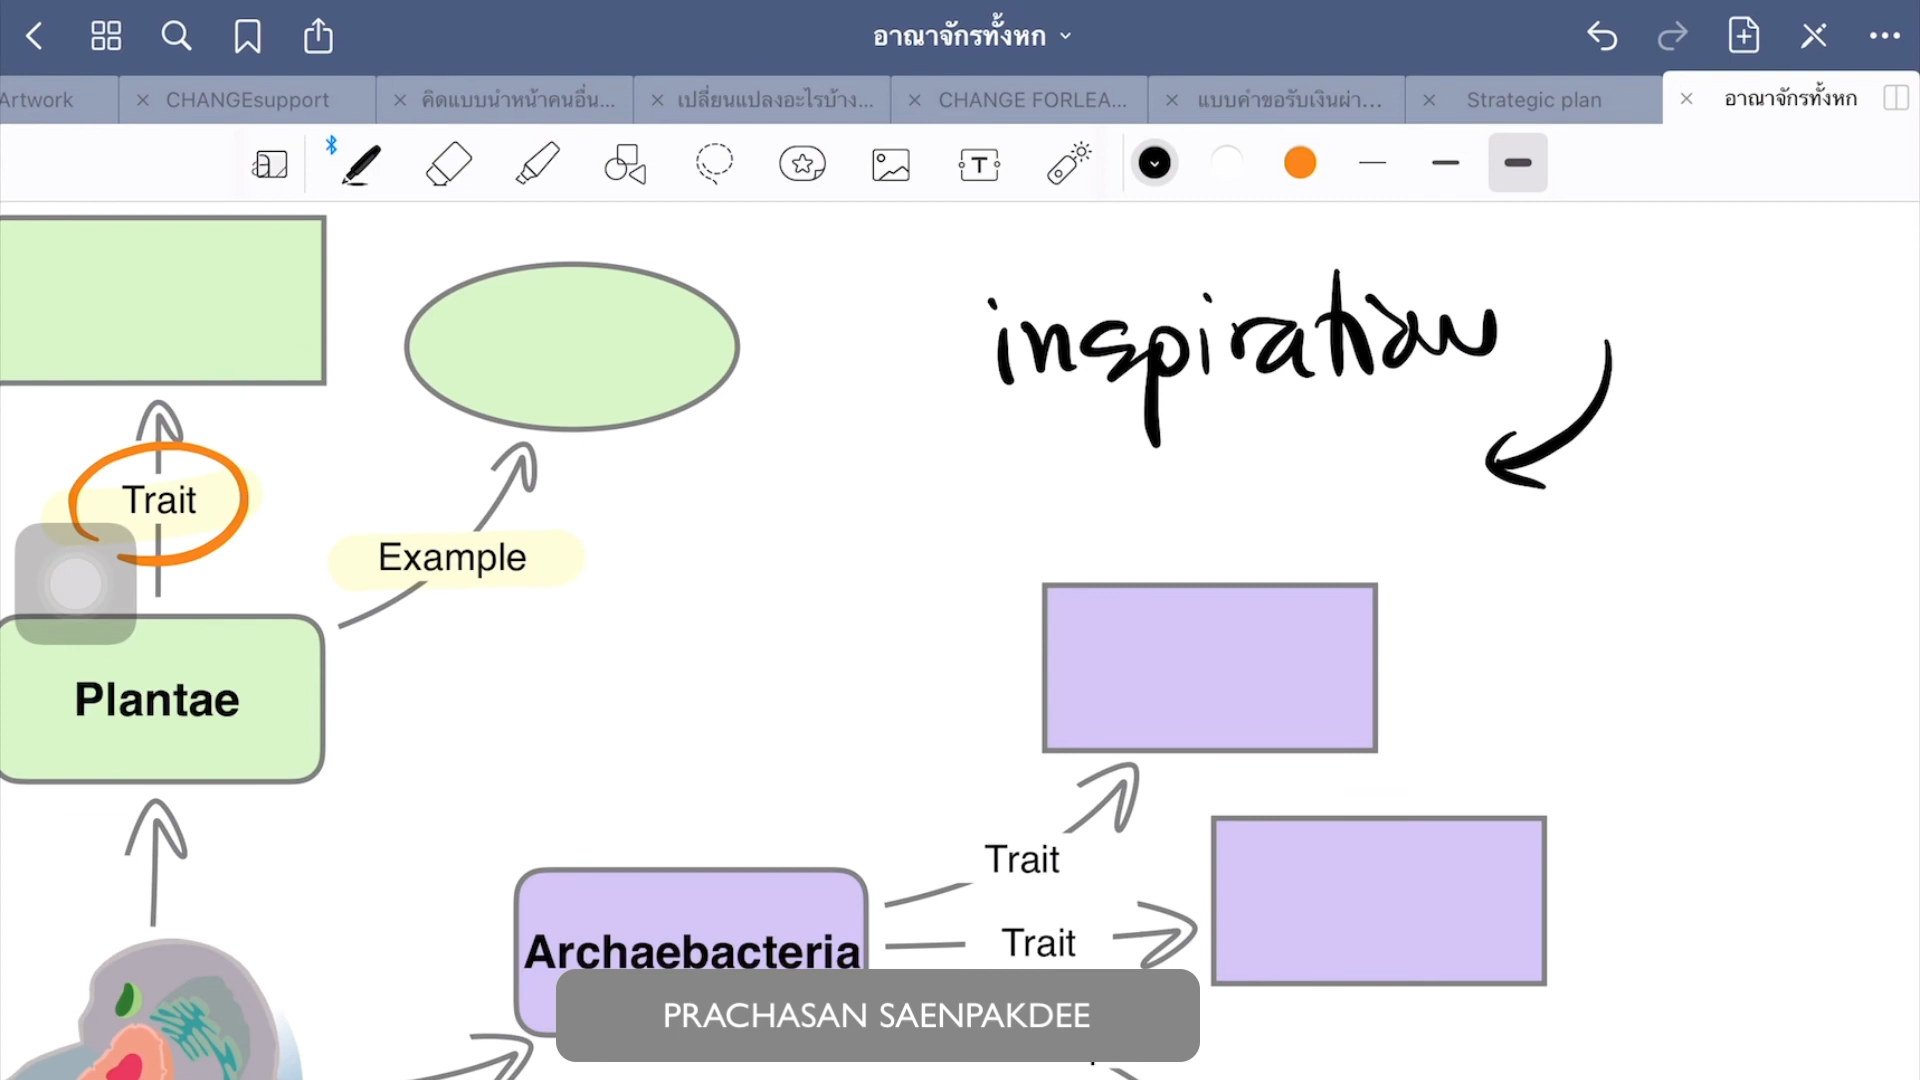 อาณาจักรทั้งหก
Artwork
CHANGEsupport
คิดแบบนำหน้าคนอื่น...
เปลี่ยนแปลงอะไรบ้าง...
CHANGE FORLEA...
แบบคำขอรับเงินผ่า...
Strategic plan
อาณาจักรทั้งหก
inspiration
Trait
Example
Plantae
Trait
Archaebacteria
Trait
PRACHASAN SAENPAKDEE